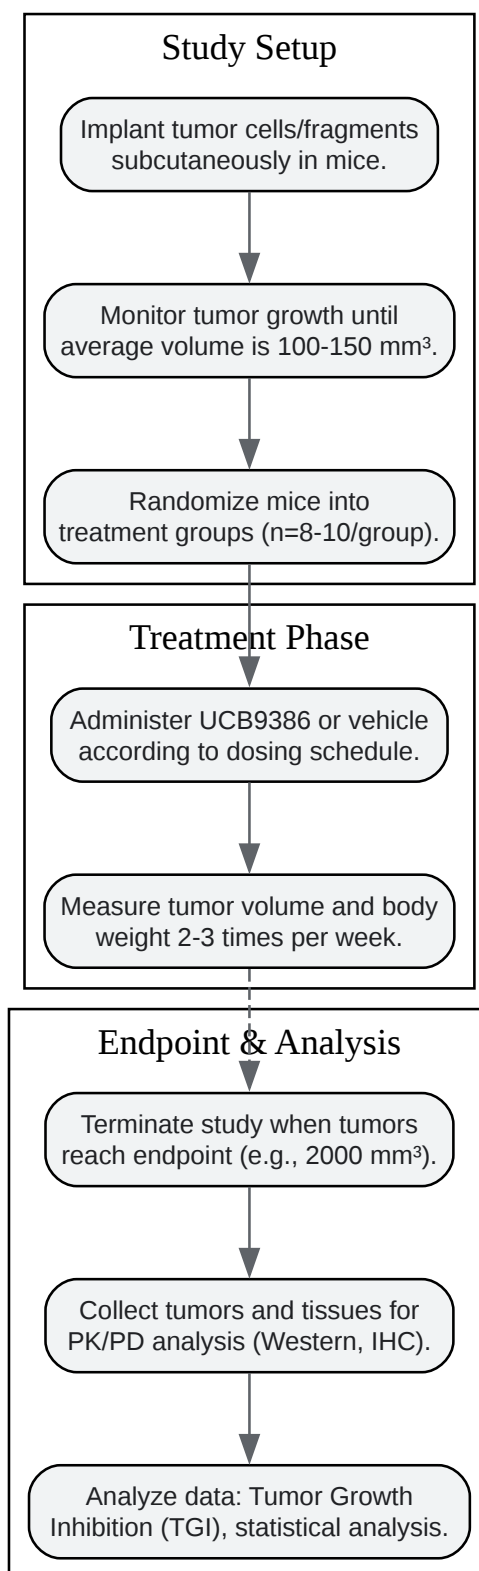 Study Setup
Implant tumor cells/fragments
subcutaneously in mice.
Monitor tumor growth until
average volume is 100-150 mm³.
Randomize mice into
treatment groups (n=8-10/group).
Treatment Phase
Administer UCB9386 or vehicle
according to dosing schedule.
Measure tumor volume and body
weight 2-3 times per week.
Endpoint & Analysis
Terminate study when tumors
reach endpoint (e.g., 2000 mm³).
Collect tumors and tissues for
PK/PD analysis (Western, IHC).
Analyze data: Tumor Growth
Inhibition (TGI), statistical analysis.